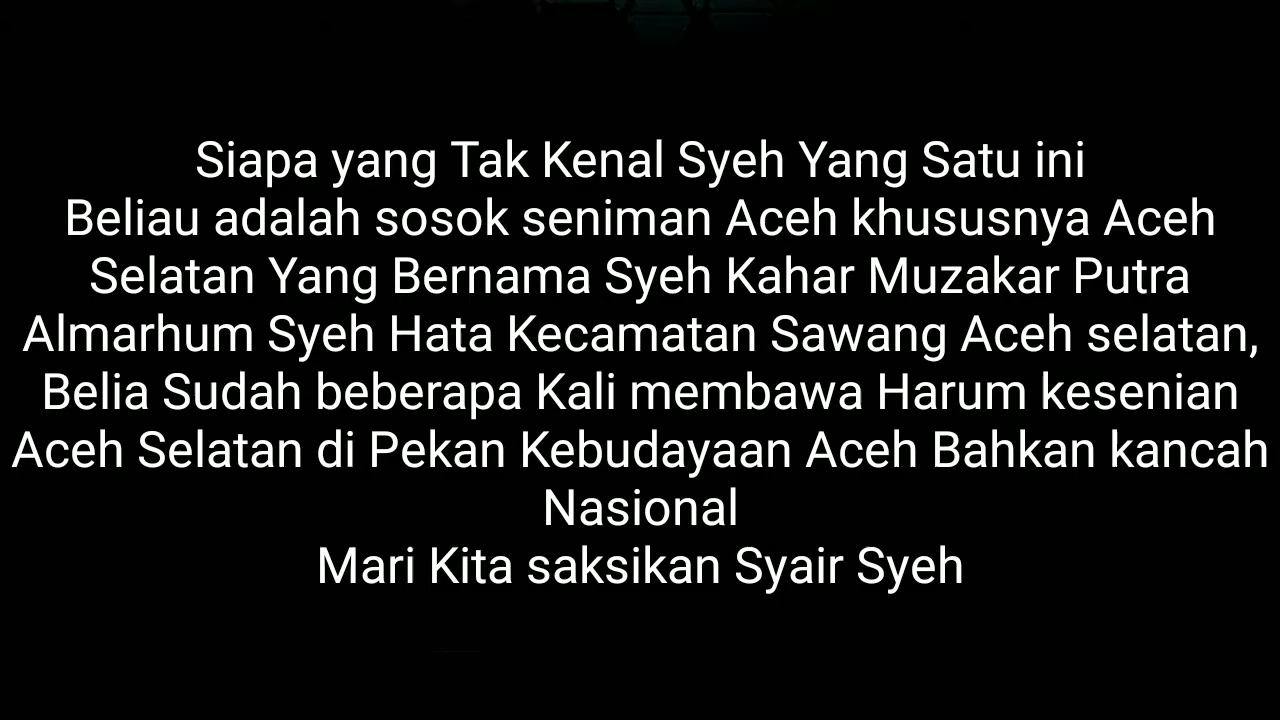 Siapa yang Tak Kenal Syeh Yang Satu ini
Beliau adalah sosok seniman Aceh khususnya Aceh
Selatan Yang Bernama Syeh Kahar Muzakar Putra
Almarhum Syeh Hata Kecamatan Sawang Aceh selatan,
Belia Sudah beberapa Kali membawa Harum kesenian
Aceh Selatan di Pekan Kebudayaan Aceh Bahkan kancah
Nasional
Mari Kita saksikan Syair Syeh